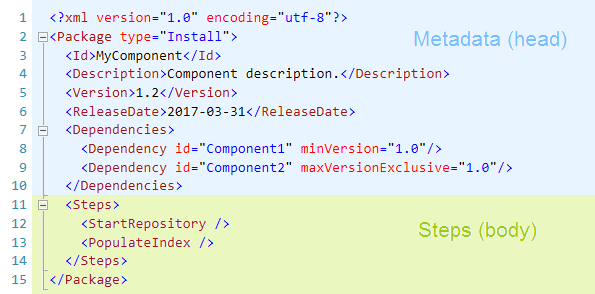 1 <?xml version="1.0" encoding="utf-8"?>
2 <Package type="Install"> Metadata (head)
3 <Id>MyComponent</Id>
4 <Description>Component description.</Description>
5 <Version>1.2</Version>
6 <ReleaseDate>2017-03-31</ReleaseDate>
7 <Dependencies>
8 <Dependency id="Component1" minVersion="1.0"/>
9 <Dependency id="Component2" maxVersionExclusive="1.0"/>
10 </Dependencies>
11 <Steps>
12 <StartRepository /> Steps (body)
13 <PopulateIndex />
14 </Steps>
15 </Package>